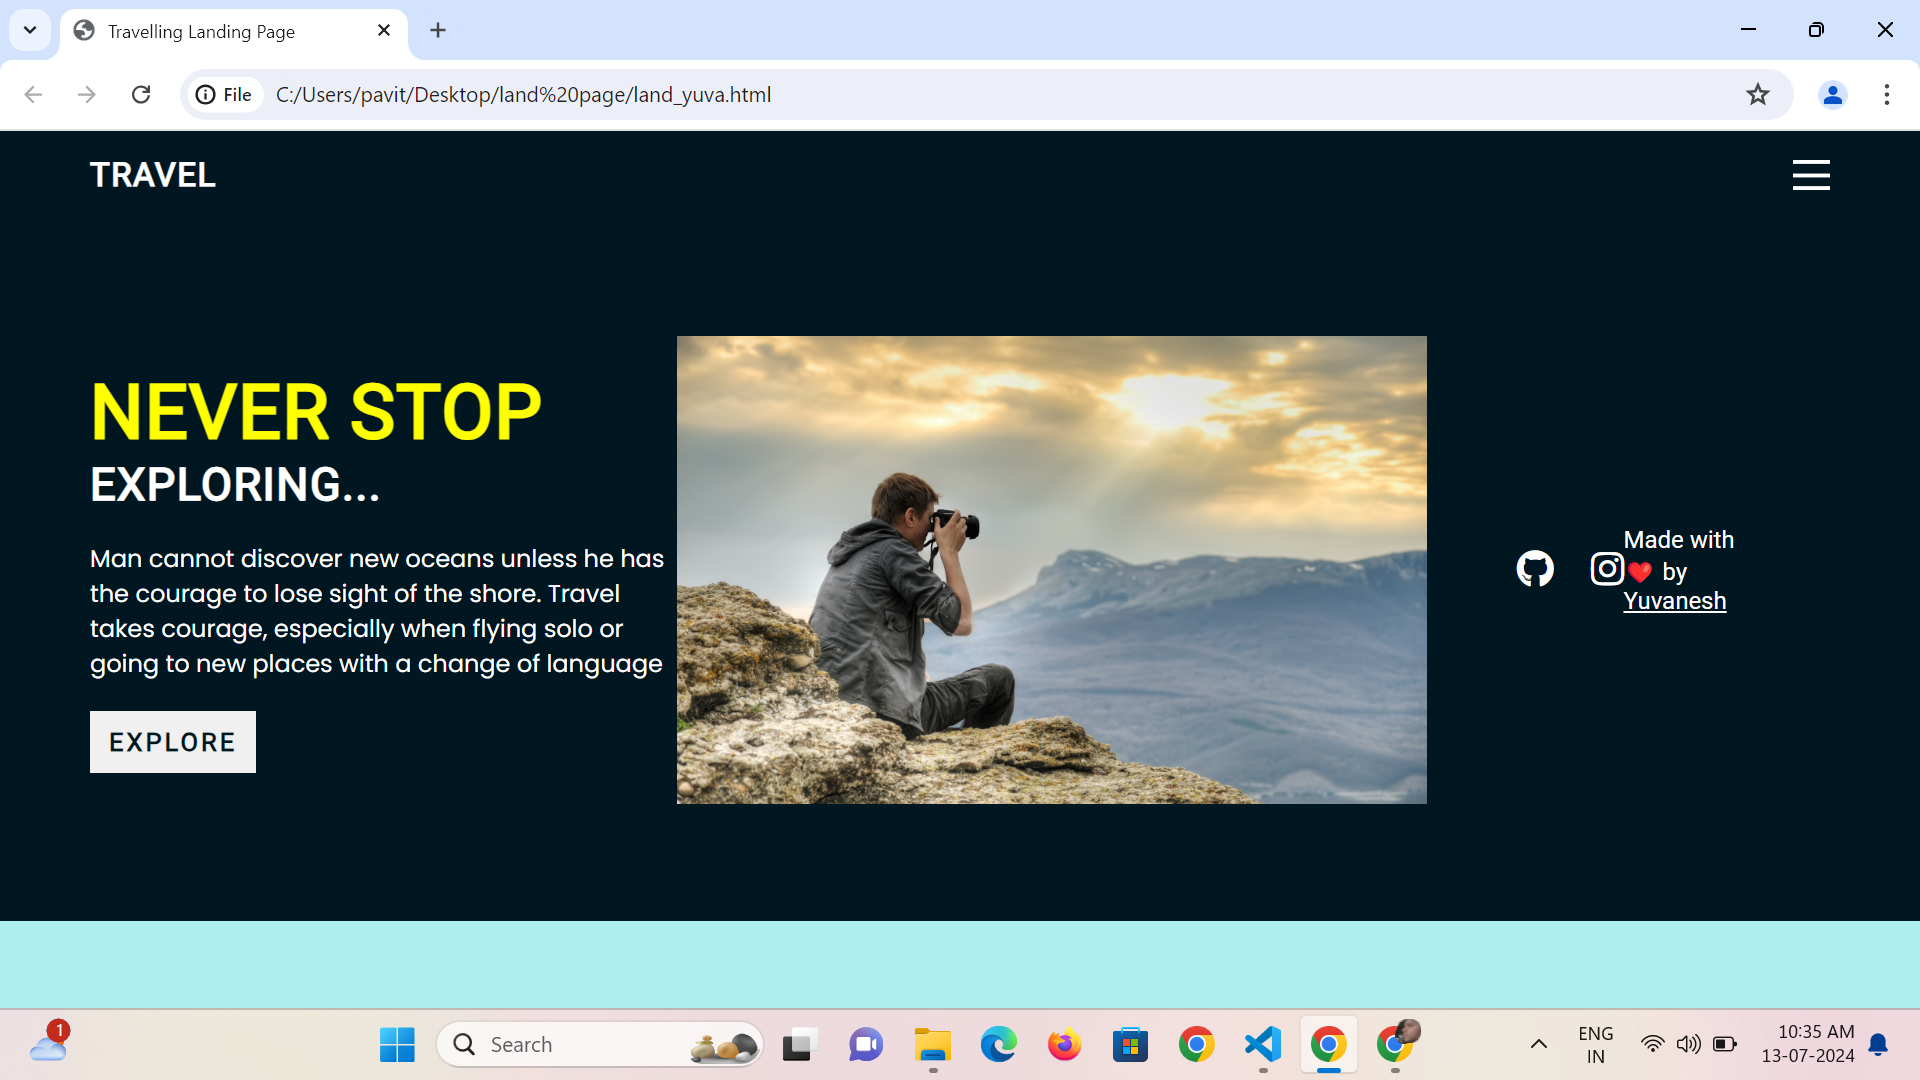 Travelling Landing Page
File
C:/Users/pavit/Desktop/land%20page/land_yuva.html
TRAVEL
NEVER STOP
EXPLORING...
Man cannot discover new oceans unless he has
the courage to lose sight of the shore. Travel
takes courage, especially when flying solo or
going to new places with a change of language
EXPLORE
Made with
❤️ by
Yuvanesh
1
Search
ENG
IN
10:35 AM
13-07-2024